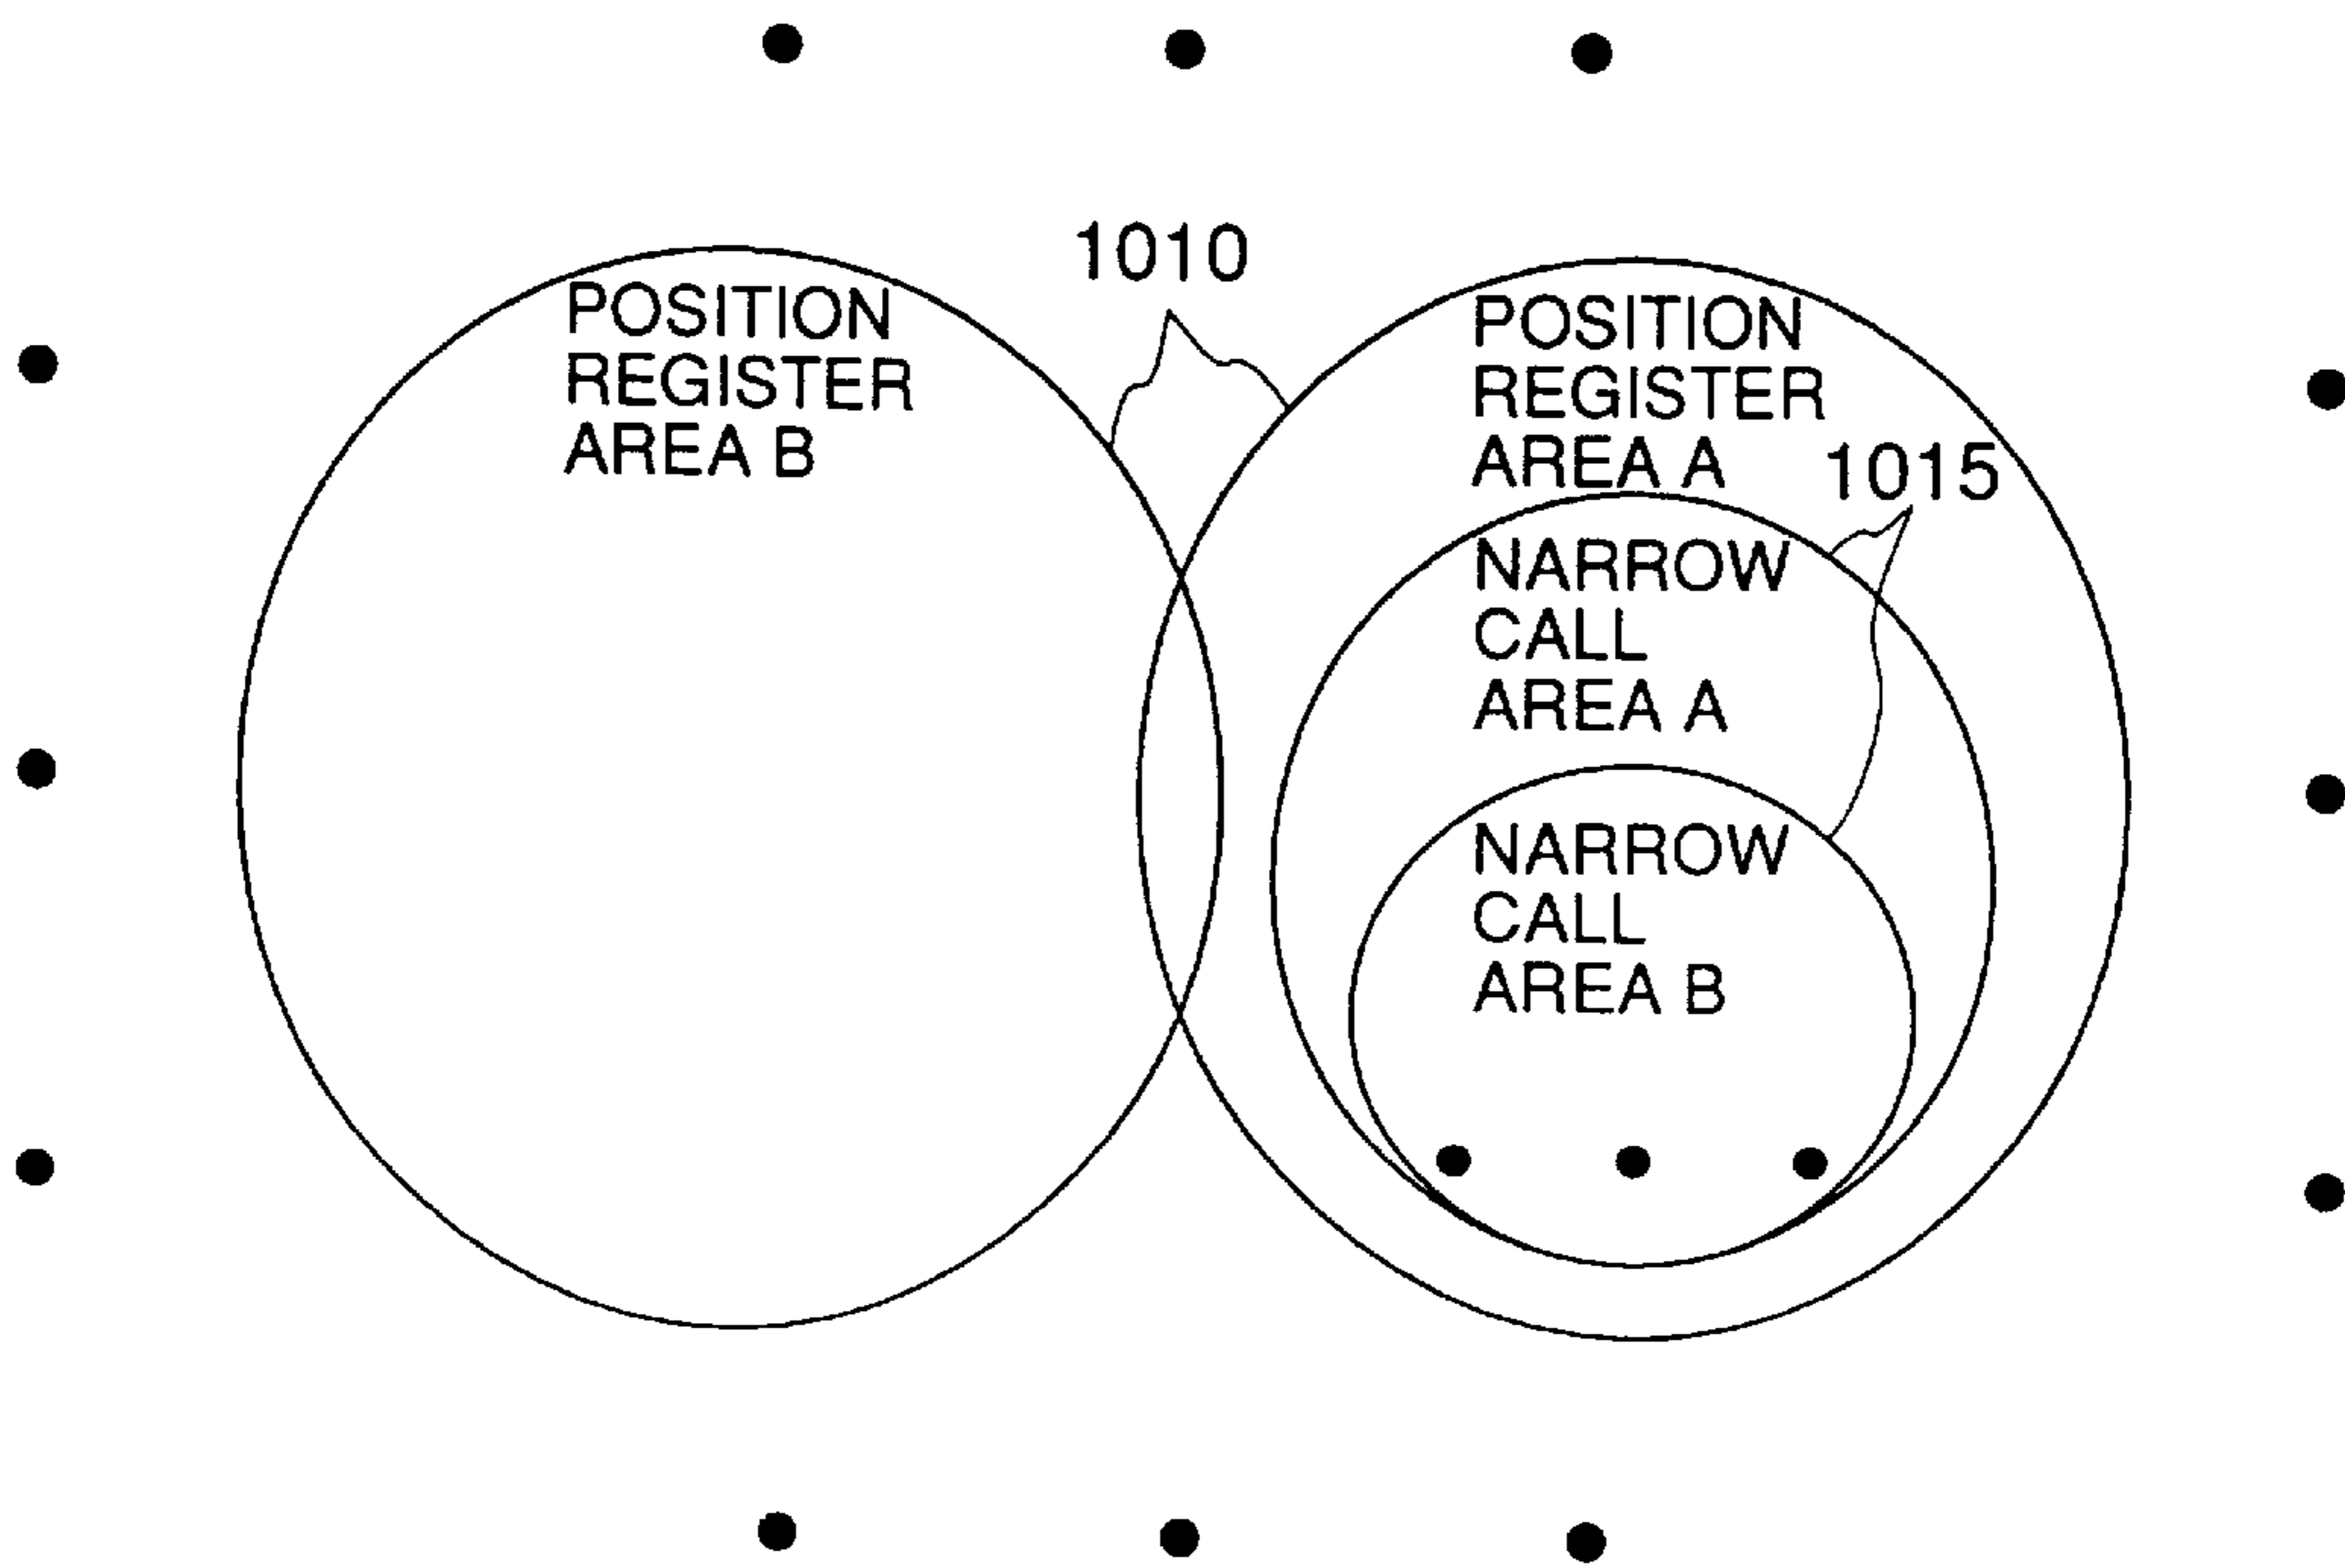 1010
POSITION
REGISTER
AREA B
POSITION
REGISTER
AREA A
1015
NARROW
CALL
AREA A
NARROW
CALL
AREA B